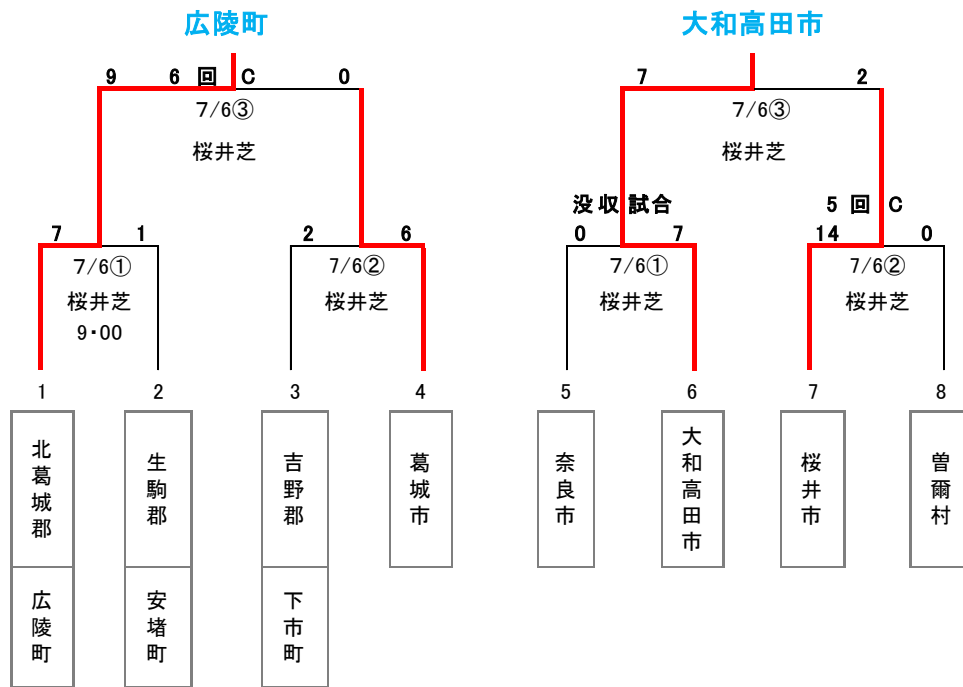 広陵町
大和高田市
9 6 回 C 0
7 2
7/6③
7/6③
桜井芝
桜井芝
没収試合
5 回 C
7 1
2 6
0 7
14 0
7/6①
7/6②
7/6①
7/6②
桜井芝
桜井芝
桜井芝
桜井芝
9・00
1 2 3 4 5 6 7 8
北葛城郡
広陵町
生駒郡
安堵町
吉野郡
下市町
葛城市
奈良市
大和高田市
桜井市
曽爾村